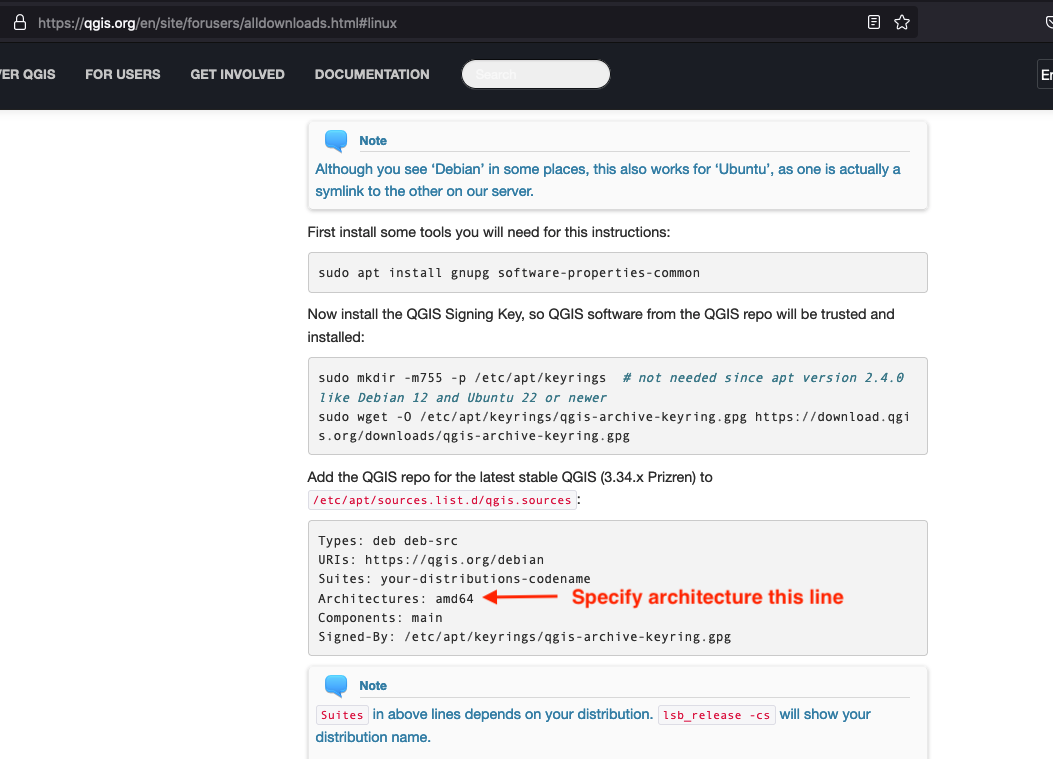 https://qgis.org/en/site/forusers/alldownloads.html#linux
VER QGIS FOR USERS GET INVOLVED DOCUMENTATION Search En
Note
Although you see ‘Debian’ in some places, this also works for ‘Ubuntu’, as one is actually a
symlink to the other on our server.
First install some tools you will need for this instructions:
sudo apt install gnupg software-properties-common
Now install the QGIS Signing Key, so QGIS software from the QGIS repo will be trusted and
installed:
sudo mkdir -m755 -p /etc/apt/keyrings  # not needed since apt version 2.4.0
like Debian 12 and Ubuntu 22 or newer
sudo wget -O /etc/apt/keyrings/qgis-archive-keyring.gpg https://download.qgi
s.org/downloads/qgis-archive-keyring.gpg
Add the QGIS repo for the latest stable QGIS (3.34.x Prizren) to
/etc/apt/sources.list.d/qgis.sources:
Types: deb deb-src
URIs: https://qgis.org/debian
Suites: your-distributions-codename
Architectures: amd64 Specify architecture this line
Components: main
Signed-By: /etc/apt/keyrings/qgis-archive-keyring.gpg
Note
Suites in above lines depends on your distribution. lsb_release -cs will show your
distribution name.